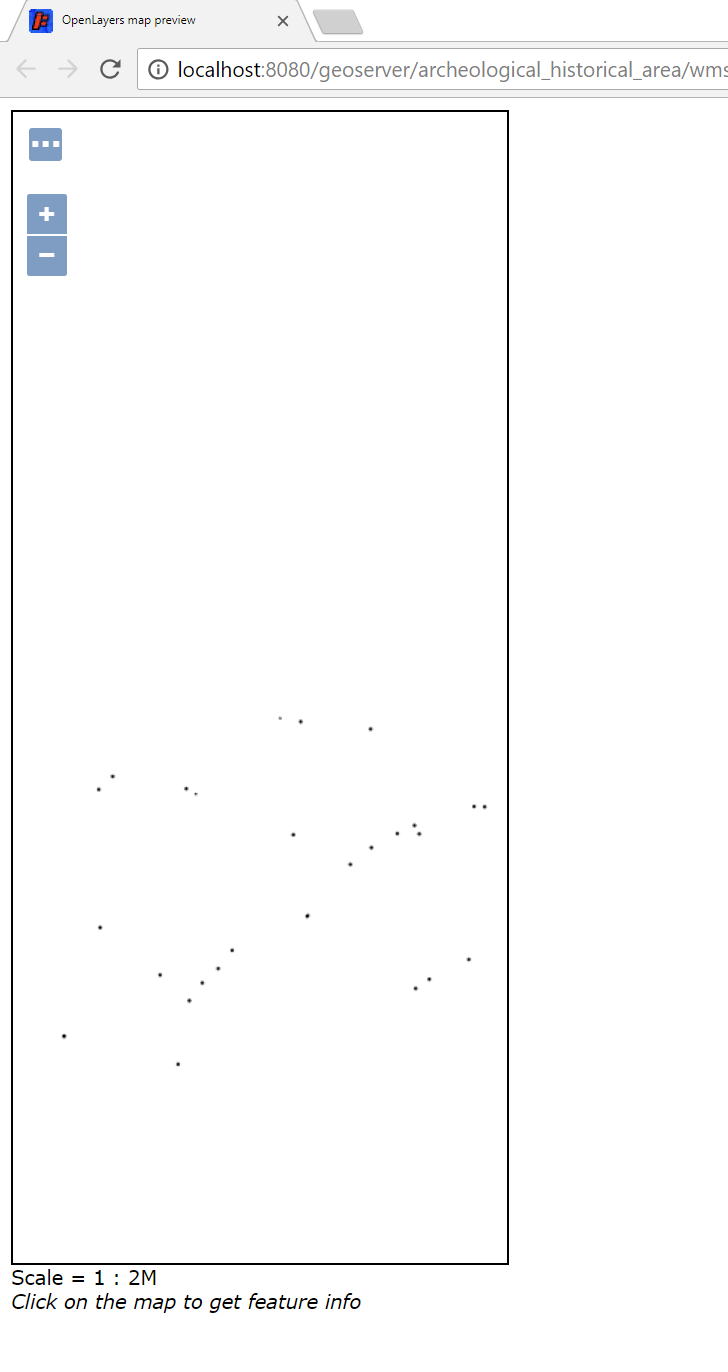 OpenLayers map preview
localhost:8080/geoserver/archeological_historical_area/wms
Scale = 1 : 2M
Click on the map to get feature info